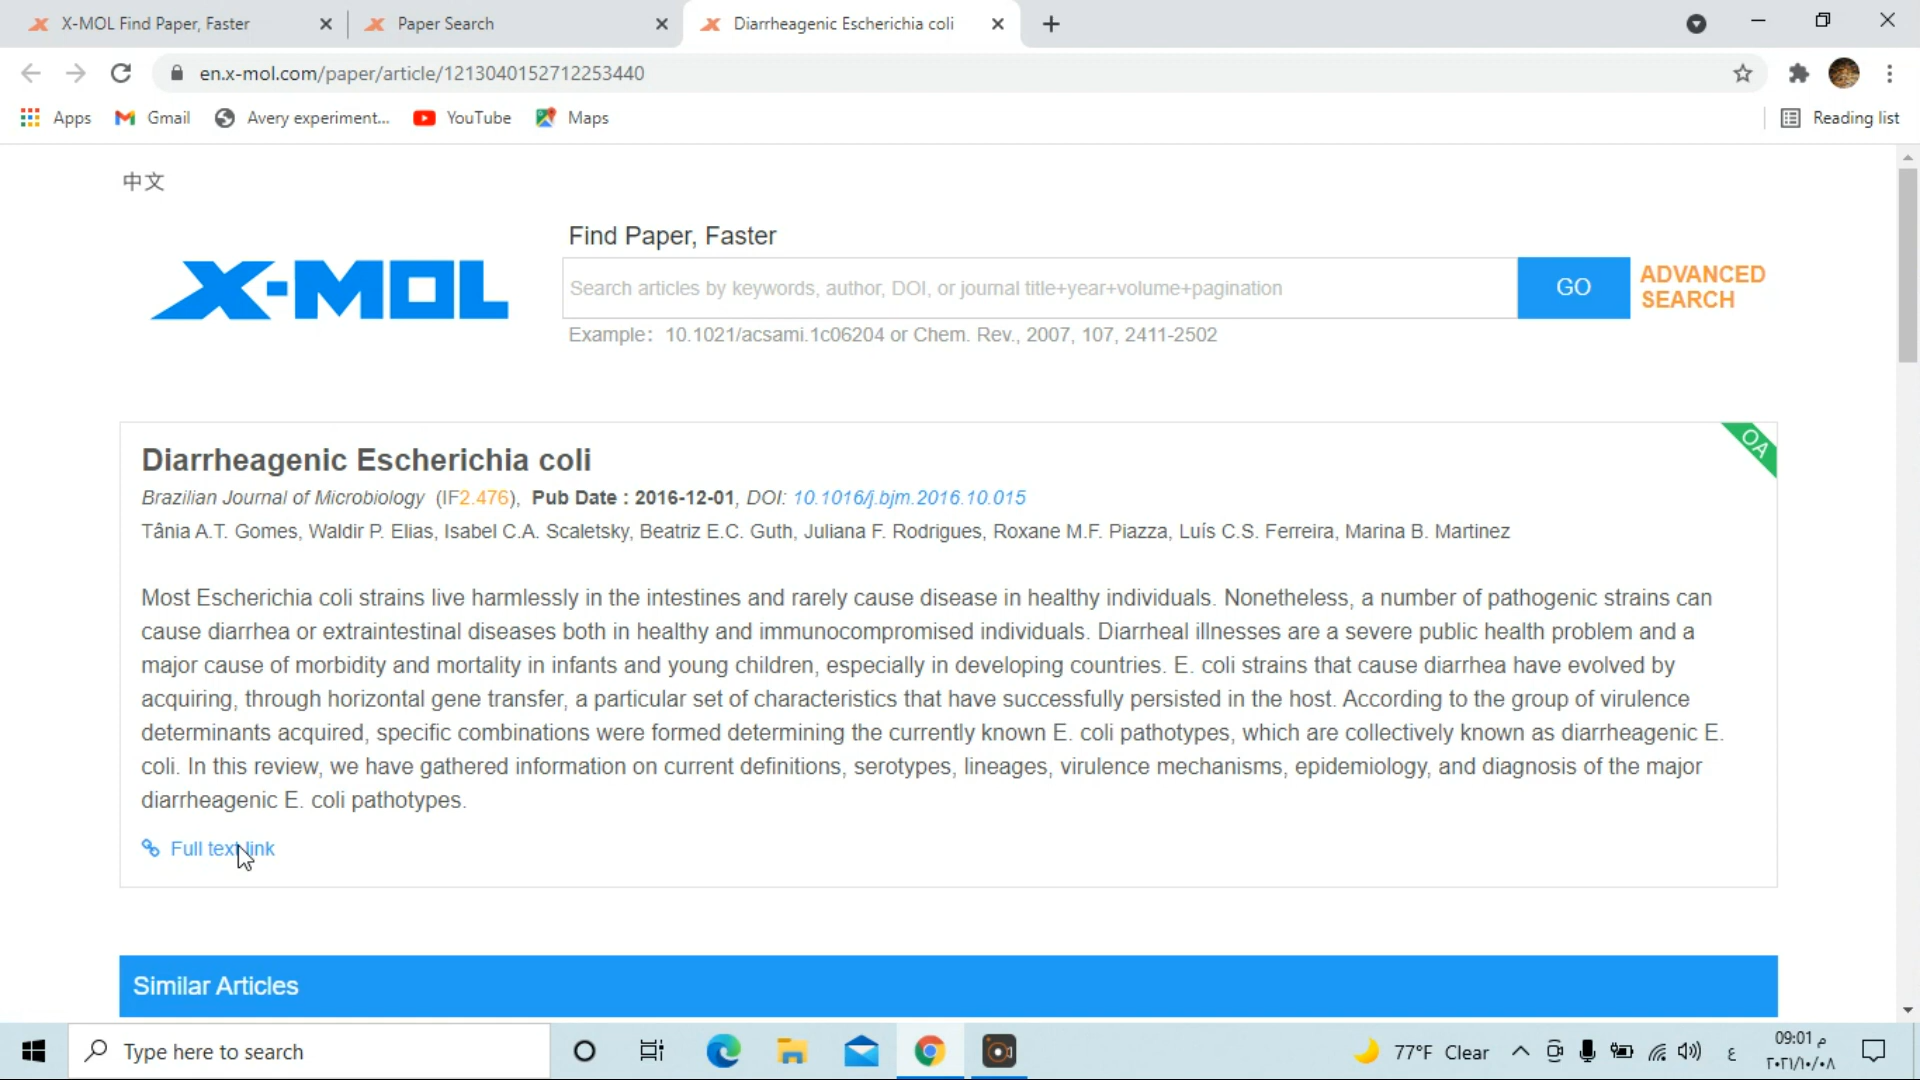 X-MOL Find Paper, Faster
Paper Search
Diarrheagenic Escherichia coli
en.x-mol.com/paper/article/1213040152712253440
Apps
Gmail
Avery experiment...
YouTube
Maps
Reading list
中文
X-MOL
Find Paper, Faster
Search articles by keywords, author, DOI, or journal title+year+volume+pagination
GO
ADVANCED
SEARCH
Example: 10.1021/acsami.1c06204 or Chem. Rev., 2007, 107, 2411-2502
OA
Diarrheagenic Escherichia coli
Brazilian Journal of Microbiology (IF2.476), Pub Date : 2016-12-01, DOI: 10.1016/j.bjm.2016.10.015
Tânia A.T. Gomes, Waldir P. Elias, Isabel C.A. Scaletsky, Beatriz E.C. Guth, Juliana F. Rodrigues, Roxane M.F. Piazza, Luís C.S. Ferreira, Marina B. Martinez
Most Escherichia coli strains live harmlessly in the intestines and rarely cause disease in healthy individuals. Nonetheless, a number of pathogenic strains can
cause diarrhea or extraintestinal diseases both in healthy and immunocompromised individuals. Diarrheal illnesses are a severe public health problem and a
major cause of morbidity and mortality in infants and young children, especially in developing countries. E. coli strains that cause diarrhea have evolved by
acquiring, through horizontal gene transfer, a particular set of characteristics that have successfully persisted in the host. According to the group of virulence
determinants acquired, specific combinations were formed determining the currently known E. coli pathotypes, which are collectively known as diarrheagenic E.
coli. In this review, we have gathered information on current definitions, serotypes, lineages, virulence mechanisms, epidemiology, and diagnosis of the major
diarrheagenic E. coli pathotypes.
Full text link
Similar Articles
Type here to search
77°F Clear
ع
09:01 م
٢٠٢١/١٠/٠٨